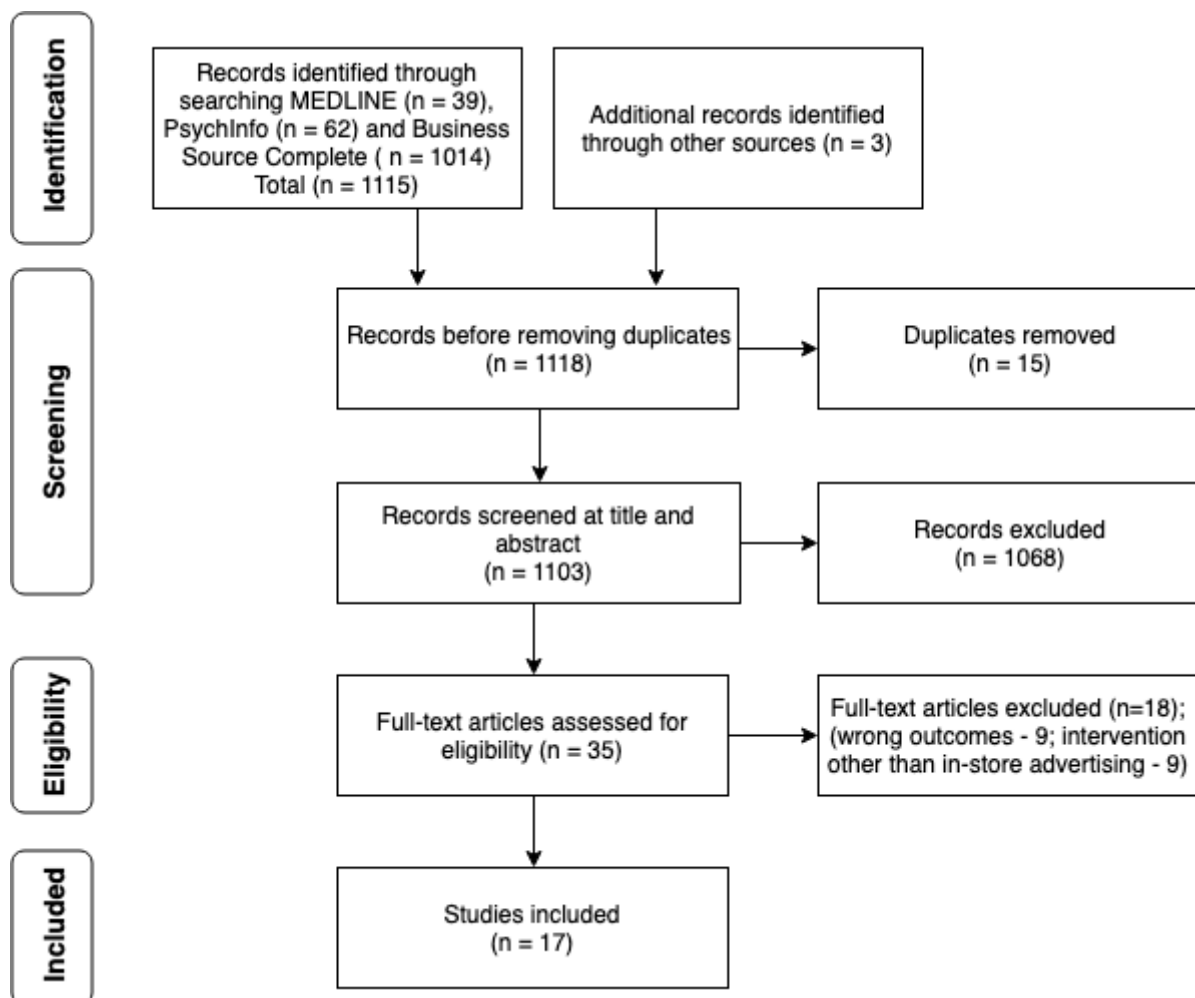 Identification
Records identified through
searching MEDLINE (n = 39),
PsychInfo (n = 62) and Business
Source Complete ( n = 1014)
Total (n = 1115)
Additional records identified
through other sources (n = 3)
Screening
Records before removing duplicates
(n = 1118)
Duplicates removed
(n = 15)
Records screened at title and
abstract
(n = 1103)
Records excluded
(n = 1068)
Eligibility
Full-text articles assessed for
eligibility (n = 35)
Full-text articles excluded (n=18);
(wrong outcomes - 9; intervention
other than in-store advertising - 9)
Included
Studies included
(n = 17)